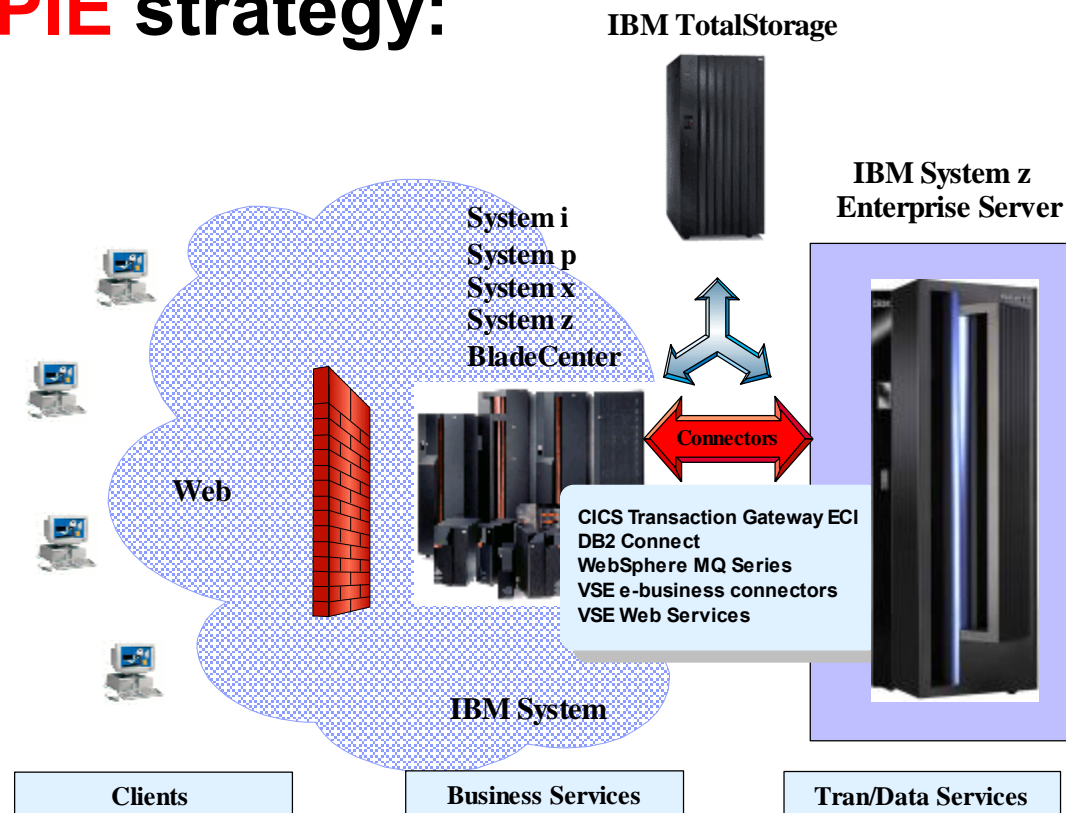 PIE strategy:
IBM TotalStorage
IBM System z
Enterprise Server
System i
System p
System x
System z
BladeCenter
Connectors
Web
CICS Transaction Gateway ECI
DB2 Connect
WebSphere MQ Series
VSE e-business connectors
VSE Web Services
IBM System
Clients
Business Services
Tran/Data Services